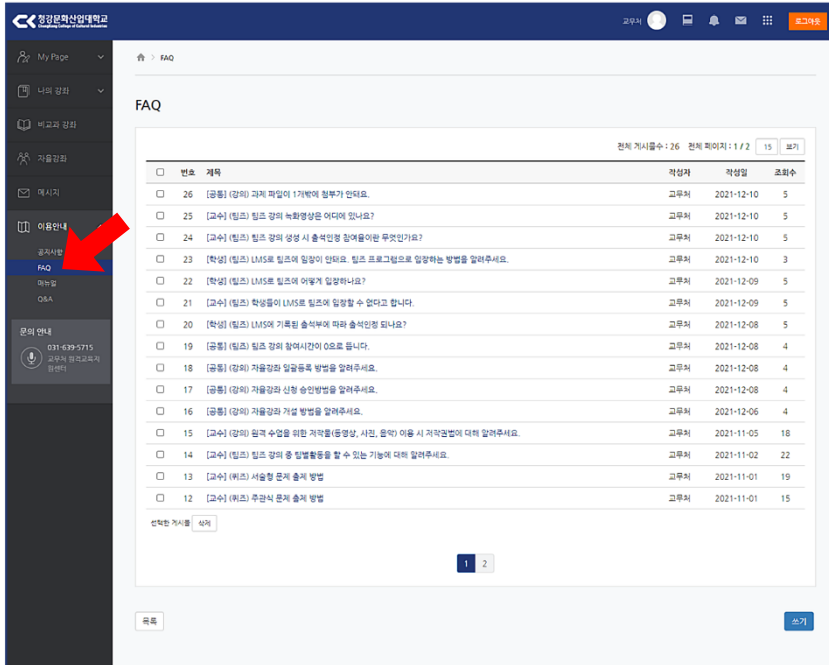 청강문화산업대학교
ChungKang College of Cultural Industries
교무처
로그아웃
My Page
나의 강좌
비교과 강좌
자율강좌
메시지
이용안내
공지사항
FAQ
매뉴얼
Q&A
문의 안내
031-639-5715
교무처 원격교육지
원센터
FAQ
FAQ
전체 게시물수 : 26 전체 페이지 : 1 / 2 15 보기
번호 제목 작성자 작성일 조회수
26 [공통] (강의) 과제 파일이 1개밖에 첨부가 안돼요. 교무처 2021-12-10 5
25 [교수] (팀즈) 팀즈 강의 녹화영상은 어디에 있나요? 교무처 2021-12-10 5
24 [교수] (팀즈) 팀즈 강의 생성 시 출석인정 참여율이란 무엇인가요? 교무처 2021-12-10 5
23 [학생] (팀즈) LMS로 팀즈에 입장이 안돼요. 팀즈 프로그램으로 입장하는 방법을 알려주세요. 교무처 2021-12-10 3
22 [학생] (팀즈) LMS로 팀즈에 어떻게 입장하나요? 교무처 2021-12-09 5
21 [교수] (팀즈) 학생들이 LMS로 팀즈에 입장할 수 없다고 합니다. 교무처 2021-12-09 5
20 [학생] (팀즈) LMS에 기록된 출석부에 따라 출석인정 되나요? 교무처 2021-12-08 5
19 [공통] (팀즈) 팀즈 강의 참여시간이 0으로 뜹니다. 교무처 2021-12-08 4
18 [공통] (강의) 자율강좌 일괄등록 방법을 알려주세요. 교무처 2021-12-08 4
17 [공통] (강의) 자율강좌 신청 승인방법을 알려주세요. 교무처 2021-12-08 4
16 [공통] (강의) 자율강좌 개설 방법을 알려주세요. 교무처 2021-12-06 4
15 [교수] (강의) 원격 수업을 위한 저작물(동영상, 사진, 음악) 이용 시 저작권법에 대해 알려주세요. 교무처 2021-11-05 18
14 [교수] (팀즈) 팀즈 강의 중 팀별활동을 할 수 있는 기능에 대해 알려주세요. 교무처 2021-11-02 22
13 [교수] (퀴즈) 서술형 문제 출제 방법 교무처 2021-11-01 19
12 [교수] (퀴즈) 주관식 문제 출제 방법 교무처 2021-11-01 15
선택한 게시물 삭제
1 2
목록
쓰기